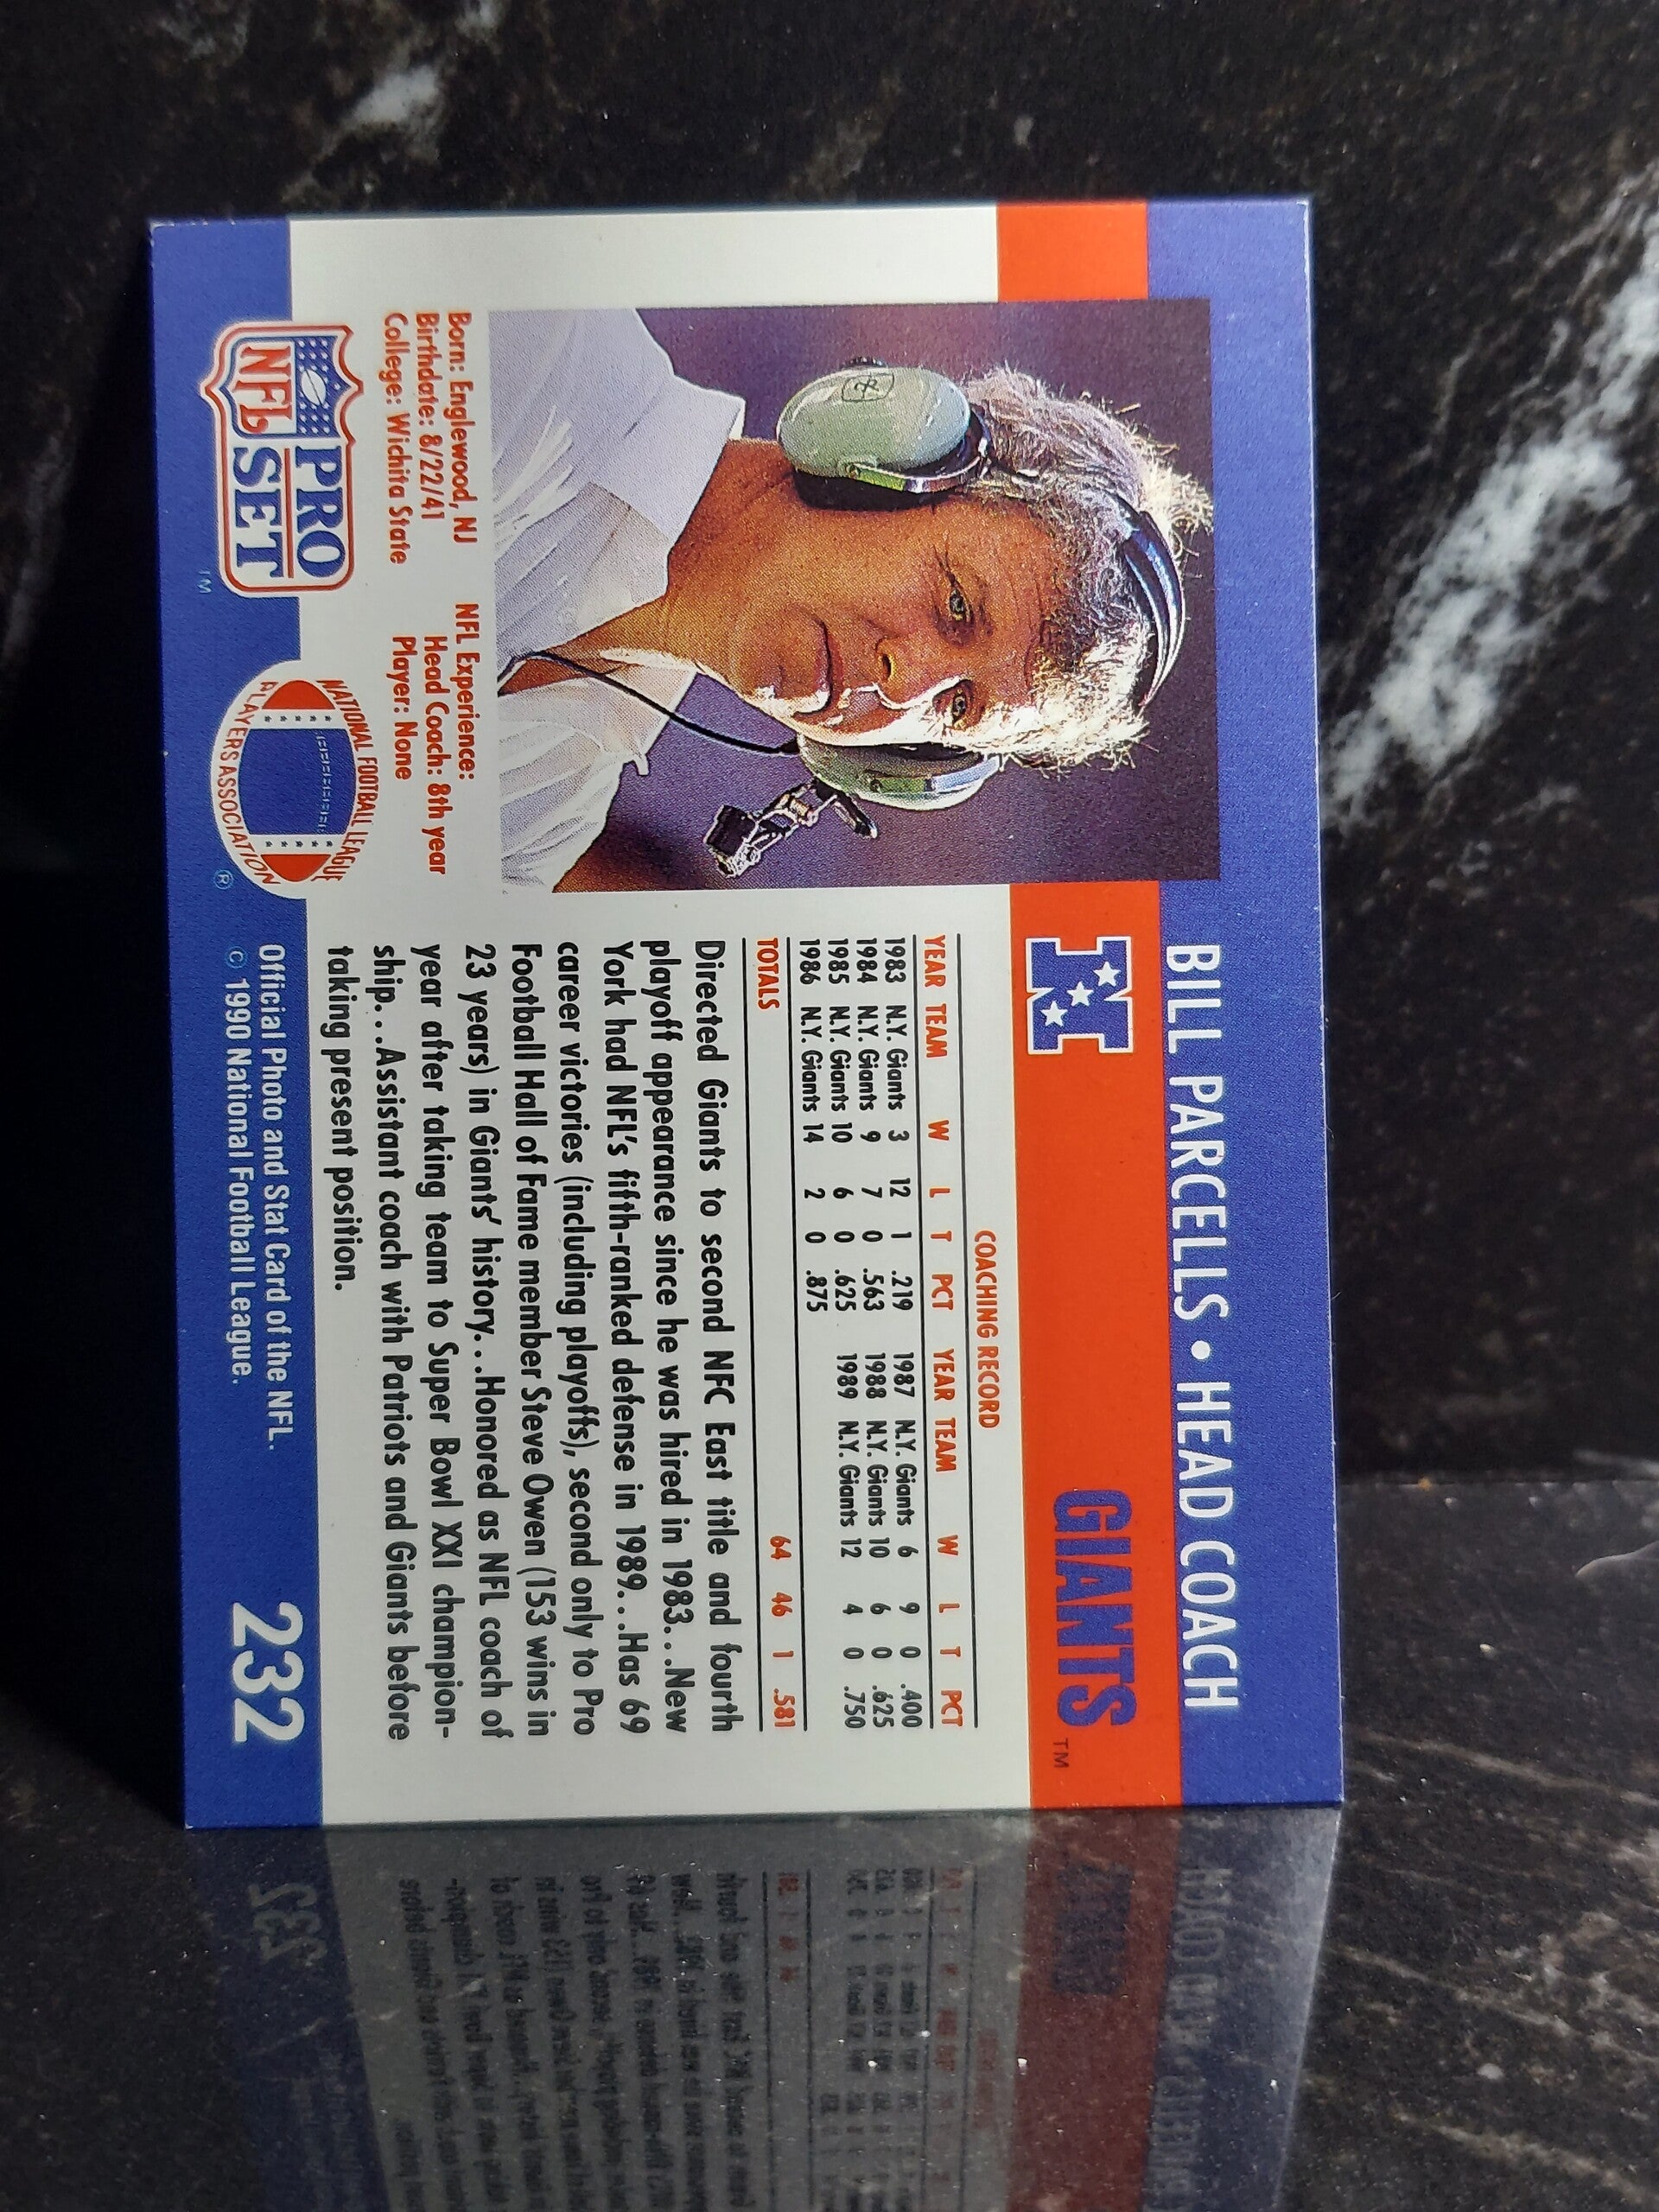 BILL PARCELLS • HEAD COACH
GIANTS™
COACHING RECORD
YEAR TEAM W L T PCT YEAR TEAM W L T PCT
1983 N.Y. Giants 3 12 1 .219 1987 N.Y. Giants 6 9 0 .400
1984 N.Y. Giants 9 7 0 .563 1988 N.Y. Giants 10 6 0 .625
1985 N.Y. Giants 10 6 0 .625 1989 N.Y. Giants 12 4 0 .750
1986 N.Y. Giants 14 2 0 .875
TOTALS 64 46 1 .581
Directed Giants to second NFC East title and fourth
playoff appearance since he was hired in 1983...New
York had NFL's fifth-ranked defense in 1989...Has 69
career victories (including playoffs), second only to Pro
Football Hall of Fame member Steve Owen (153 wins in
23 years) in Giants' history...Honored as NFL coach of
year after taking team to Super Bowl XXI champion-
ship...Assistant coach with Patriots and Giants before
taking present position.
Born: Englewood, NJ
Birthdate: 8/22/41
College: Wichita State
NFL Experience:
Head Coach: 8th year
Player: None
PRO
NFL SET™
NATIONAL FOOTBALL LEAGUE
PLAYERS ASSOCIATION ®
Official Photo and Stat Card of the NFL.
© 1990 National Football League.
232